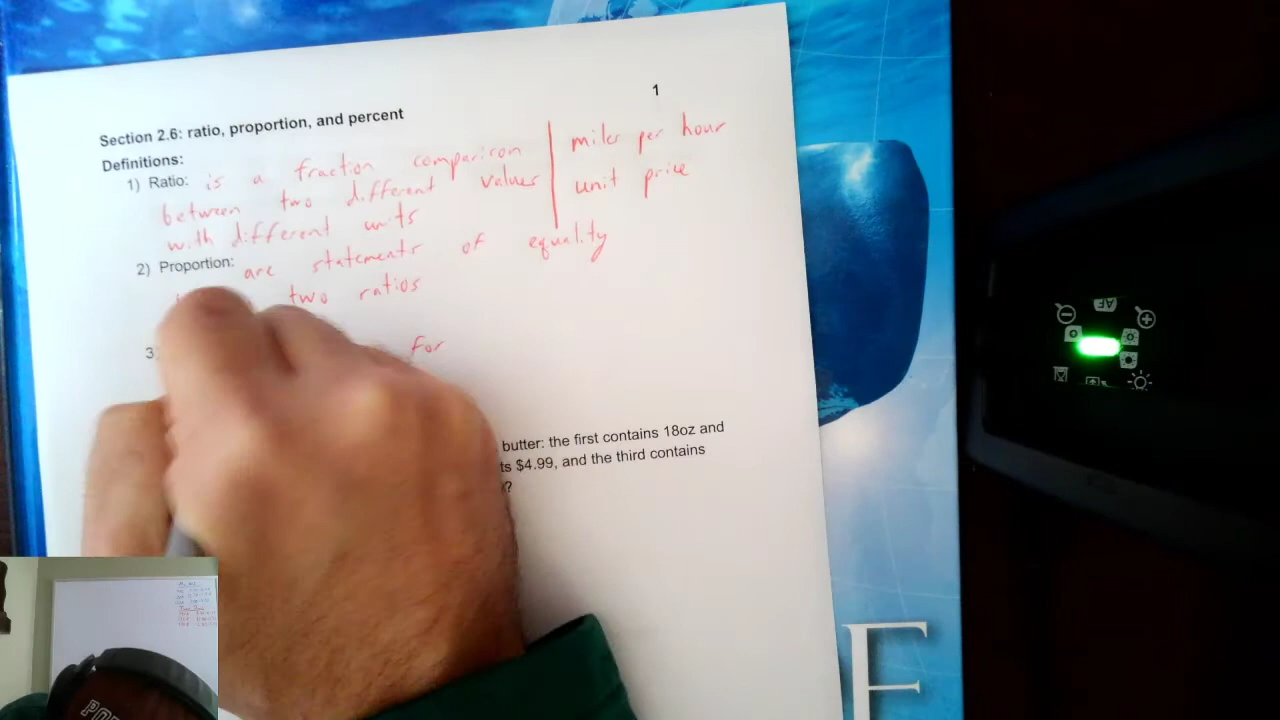 1
Section 2.6: ratio, proportion, and percent
Definitions:
1) Ratio: is a fraction comparison
between two different values
with different units
miles per hour
unit price
2) Proportion: are statements of equality
two ratios
3
for
butter: the first contains 18oz and
ts $4.99, and the third contains
?
AF
E